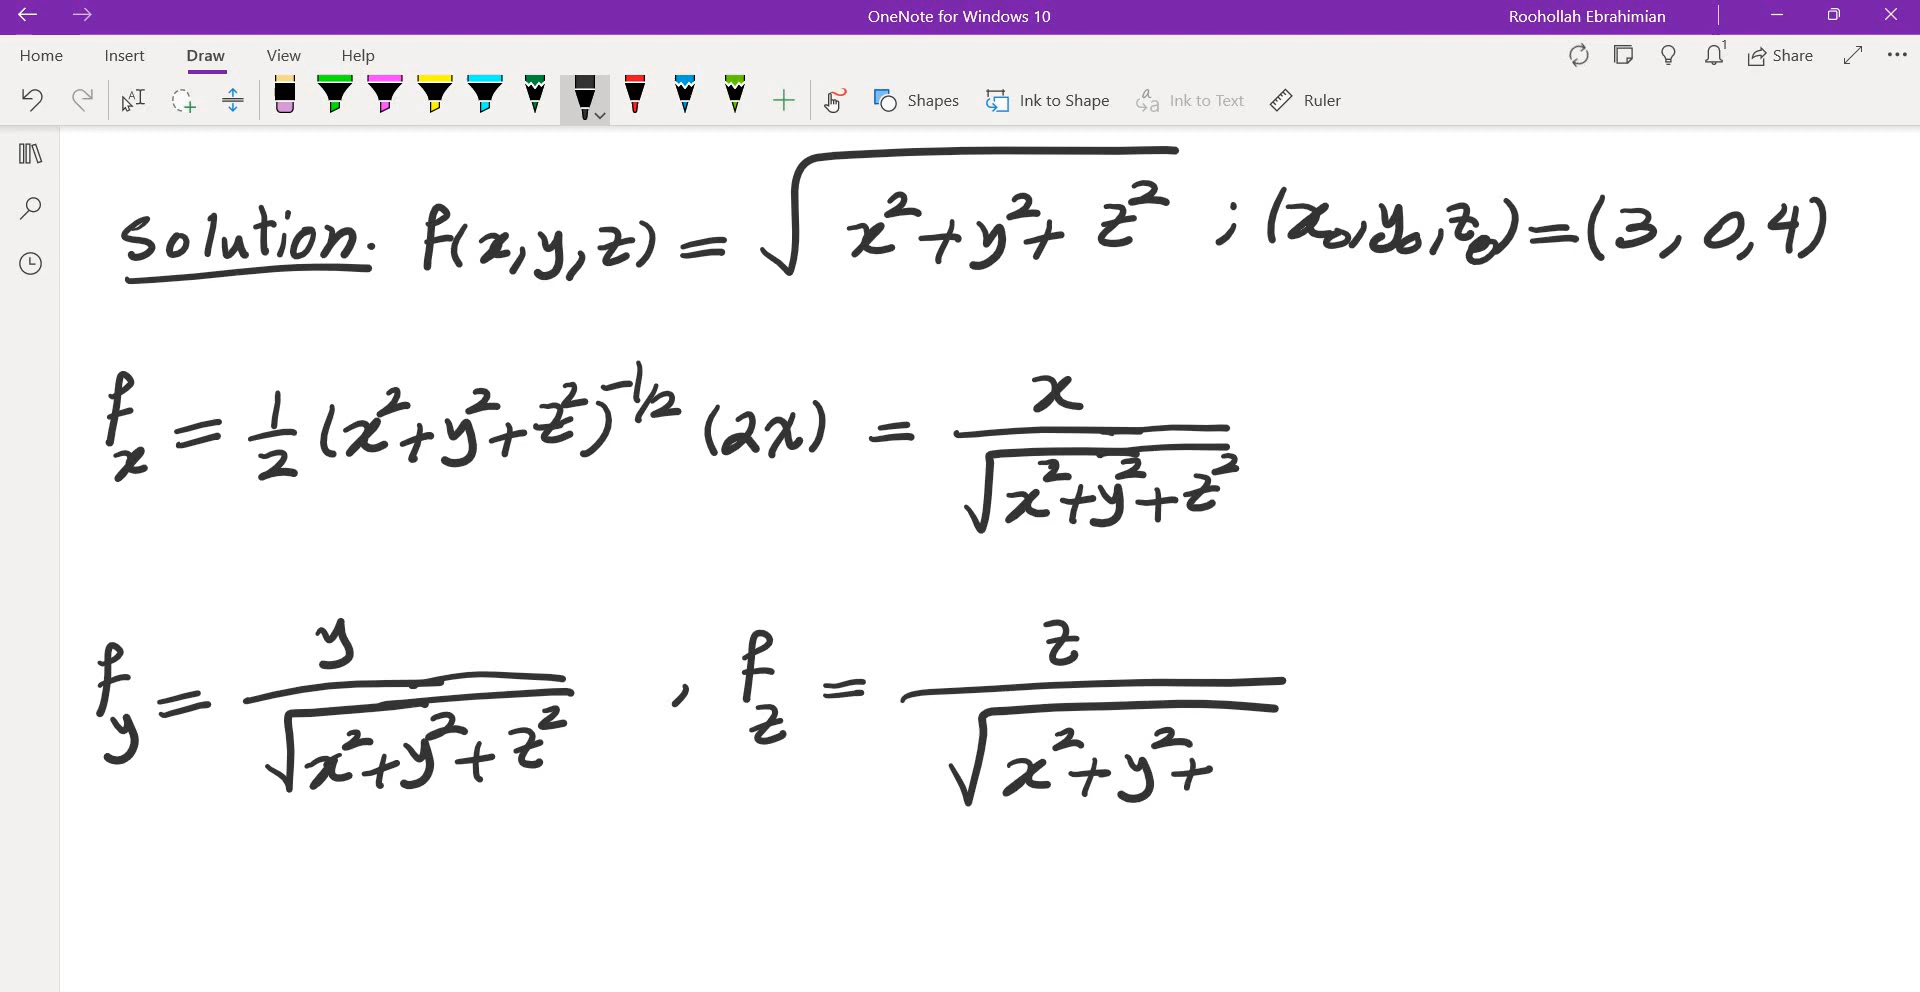 OneNote for Windows 10
Roohollah Ebrahimian
Home Insert Draw View Help
1 Share
Shapes Ink to Shape Ink to Text Ruler
Solution. f(x,y,z) = √(x²+y²+z²) ; (x₀,y₀,z₀)=(3,0,4)
fₓ = 1/2 (x²+y²+z²)^(-1/2) (2x) = x/√(x²+y²+z²)
f_y = y/√(x²+y²+z²) , f_z = z/√(x²+y²+